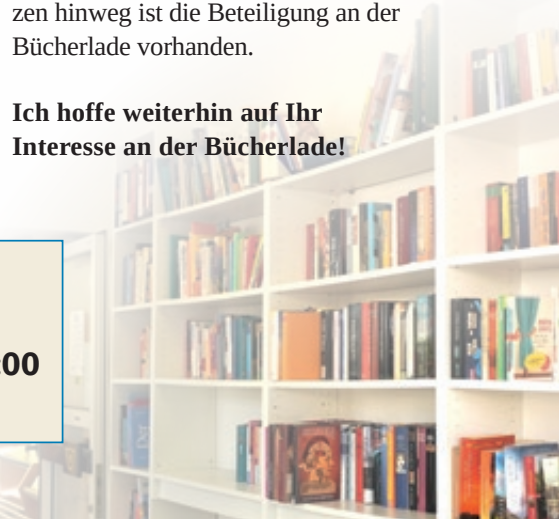 zen hinweg ist die Beteiligung an der
Bücherlade vorhanden.
Ich hoffe weiterhin auf Ihr
Interesse an der Bücherlade!
:00